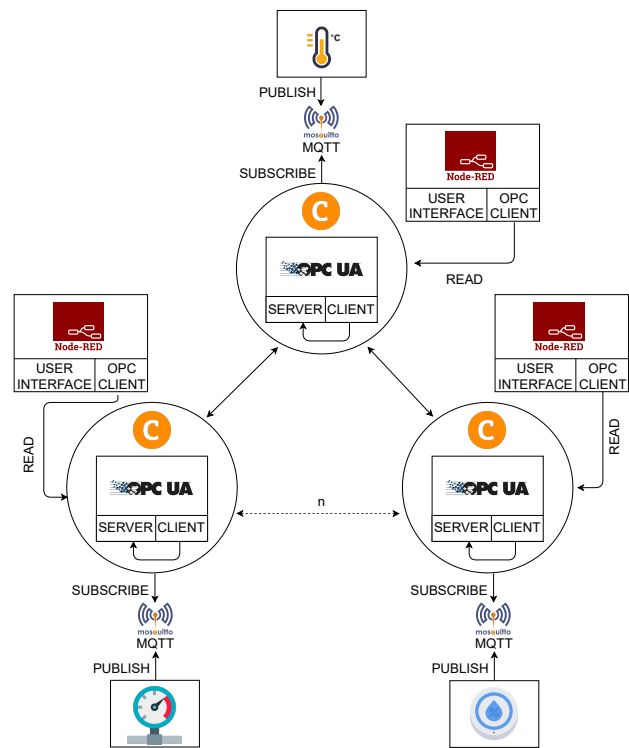 °C
PUBLISH
mosquitto
MQTT
SUBSCRIBE
Node-RED
USER INTERFACE
OPC CLIENT
READ
C
OPC UA
SERVER
CLIENT
Node-RED
USER INTERFACE
OPC CLIENT
READ
Node-RED
USER INTERFACE
OPC CLIENT
READ
C
OPC UA
SERVER
CLIENT
n
C
OPC UA
SERVER
CLIENT
SUBSCRIBE
mosquitto
MQTT
PUBLISH
SUBSCRIBE
mosquitto
MQTT
PUBLISH